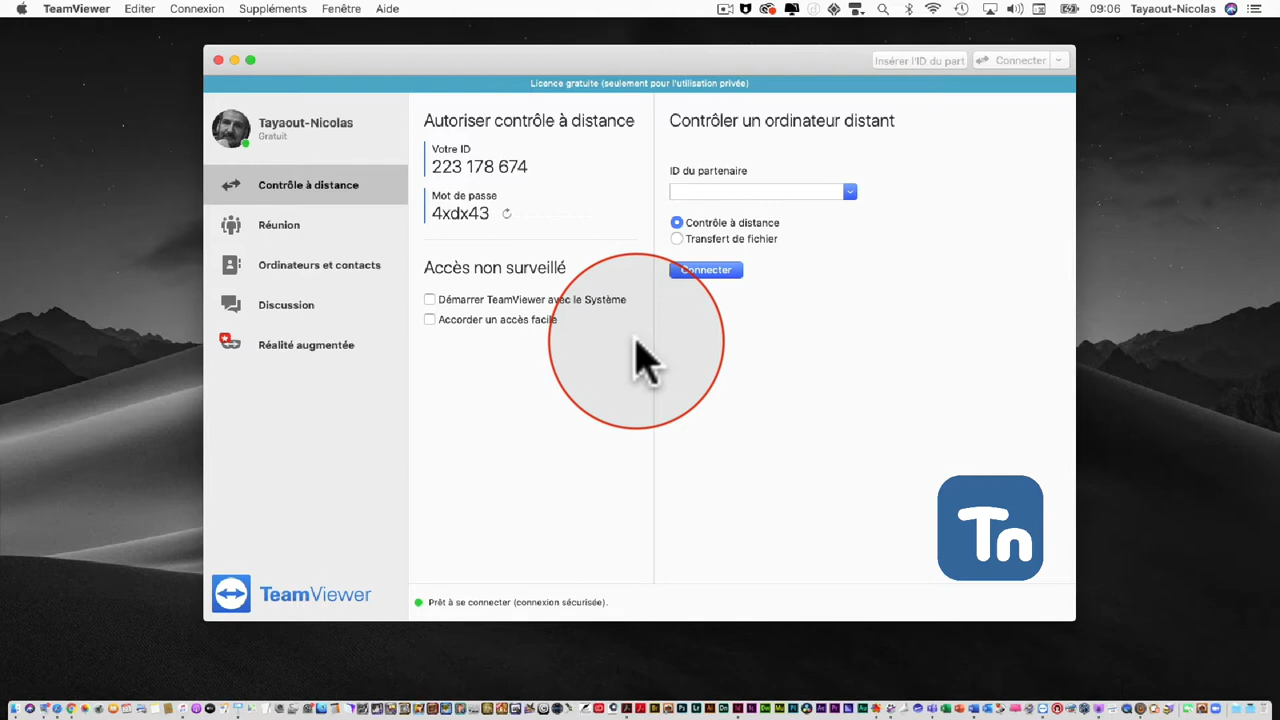 TeamViewer Editer Connexion Suppléments Fenêtre Aide 09:06 Tayaout-Nicolas
Insérer l'ID du part Connecter
Licence gratuite (seulement pour l'utilisation privée)
Tayaout-Nicolas
Gratuit
Contrôle à distance
Réunion
Ordinateurs et contacts
Discussion
Réalité augmentée
TeamViewer
Autoriser contrôle à distance
Votre ID
223 178 674
Mot de passe
4xdx43
Accès non surveillé
Démarrer TeamViewer avec le Système
Accorder un accès facile
Contrôler un ordinateur distant
ID du partenaire
Contrôle à distance
Transfert de fichier
Connecter
Tn
Prêt à se connecter (connexion sécurisée).